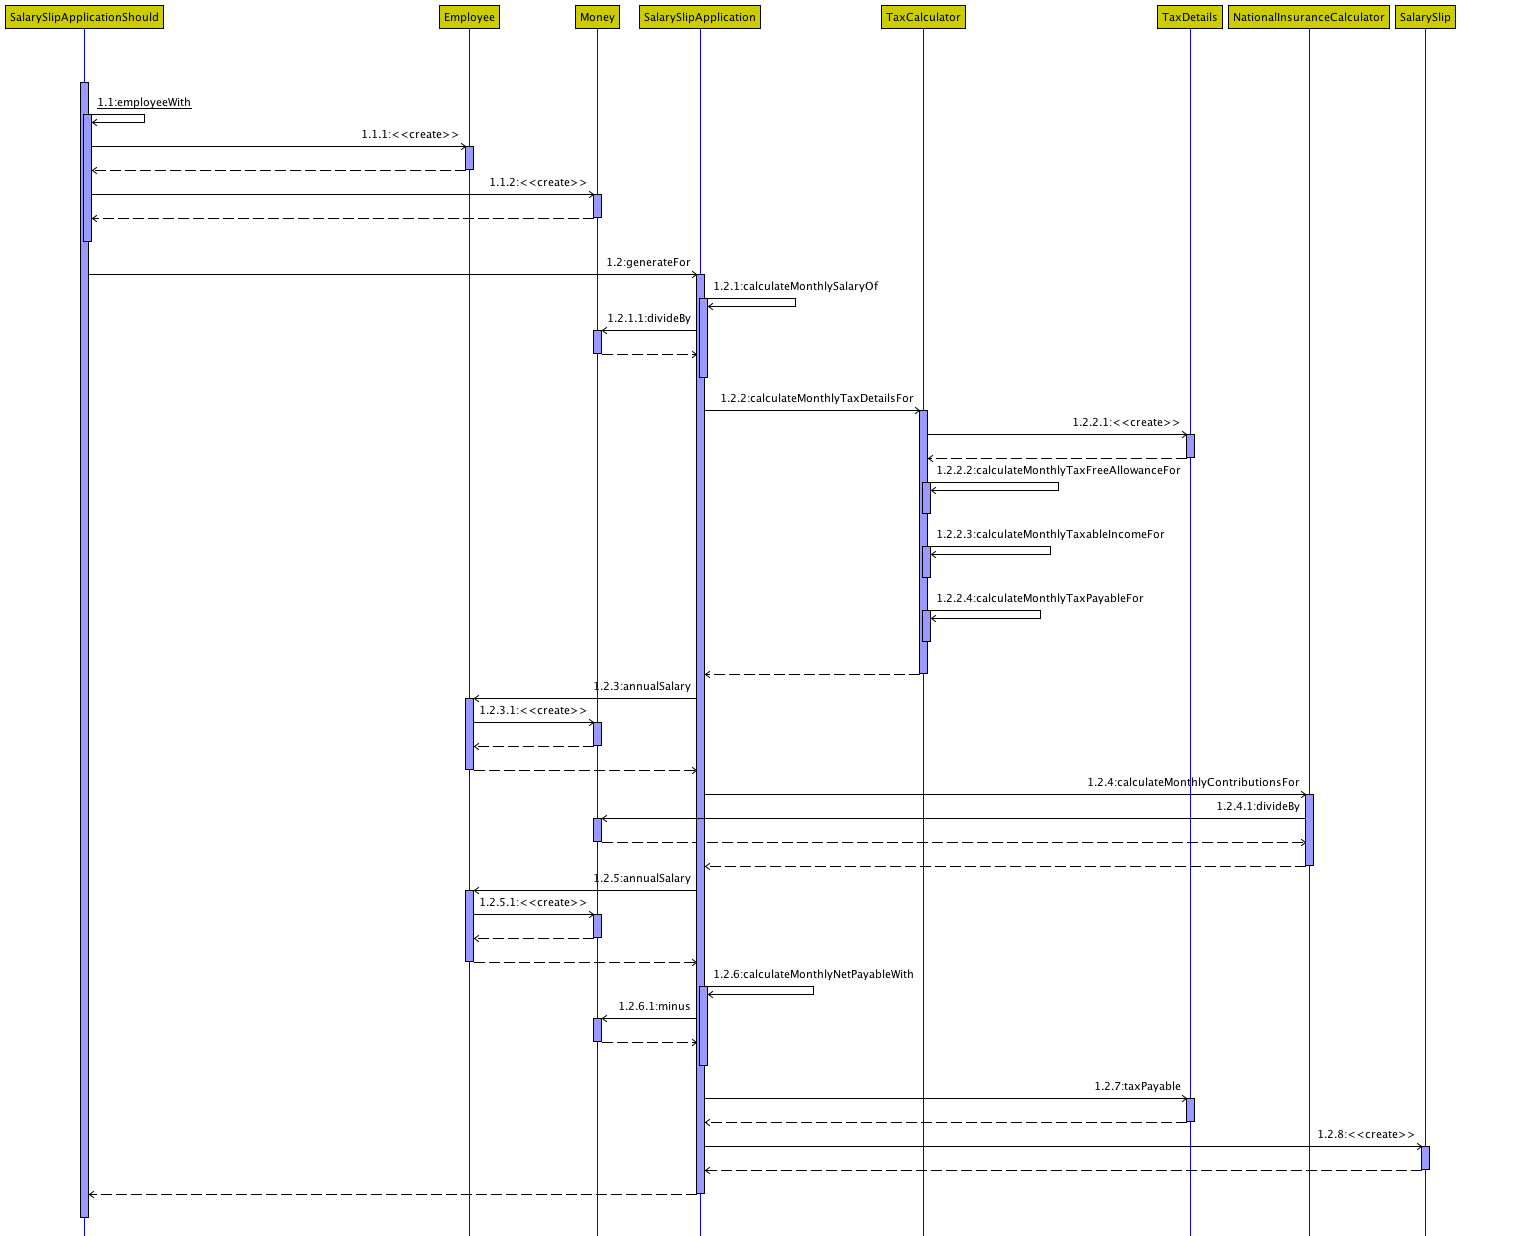 SalarySlipApplicationShould
Employee
Money
SalarySlipApplication
TaxCalculator
TaxDetails
NationalInsuranceCalculator
SalarySlip
1.1:employeeWith
1.1.1:<<create>>
1.1.2:<<create>>
1.2:generateFor
1.2.1:calculateMonthlySalaryOf
1.2.1.1:divideBy
1.2.2:calculateMonthlyTaxDetailsFor
1.2.2.1:<<create>>
1.2.2.2:calculateMonthlyTaxFreeAllowanceFor
1.2.2.3:calculateMonthlyTaxableIncomeFor
1.2.2.4:calculateMonthlyTaxPayableFor
1.2.3:annualSalary
1.2.3.1:<<create>>
1.2.4:calculateMonthlyContributionsFor
1.2.4.1:divideBy
1.2.5:annualSalary
1.2.5.1:<<create>>
1.2.6:calculateMonthlyNetPayableWith
1.2.6.1:minus
1.2.7:taxPayable
1.2.8:<<create>>